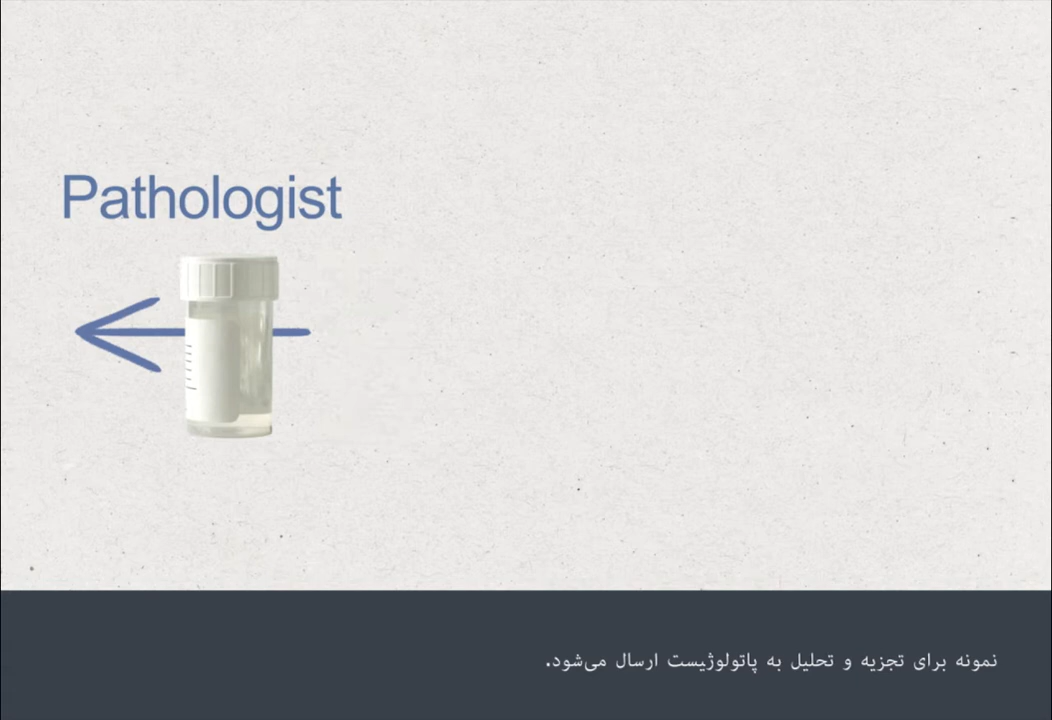 Pathologist
نمونه برای تجزیه و تحلیل به پاتولوژیست ارسال می‌شود.